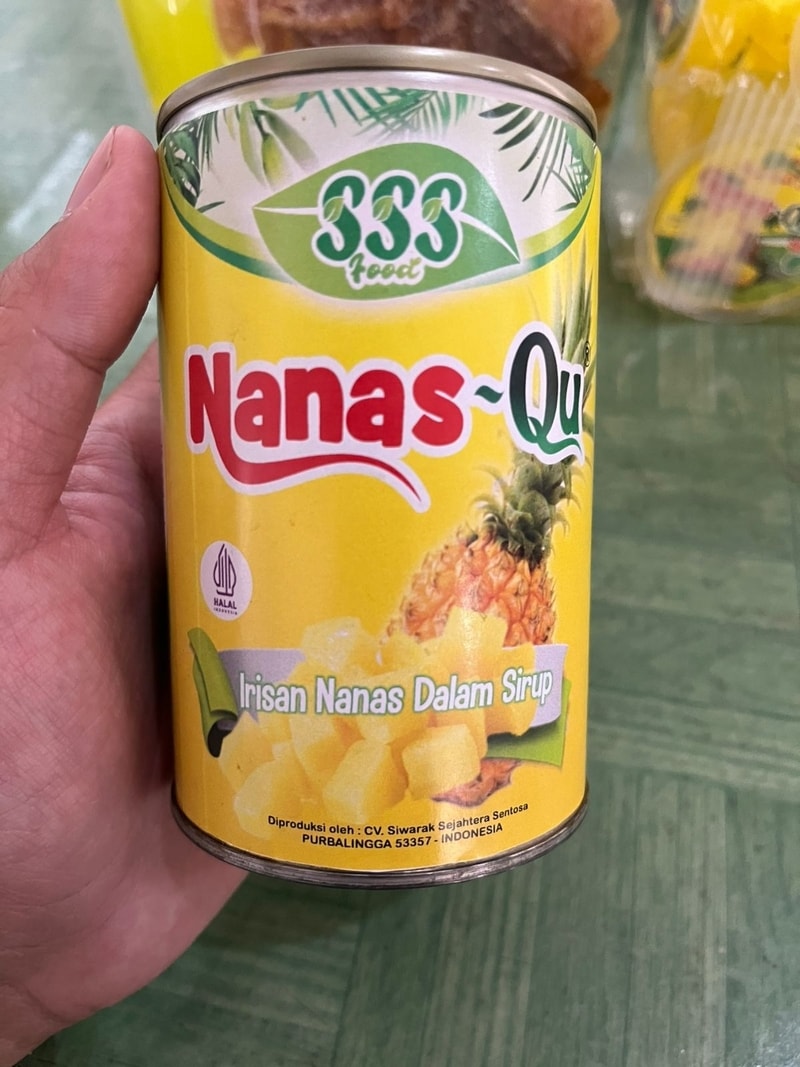 SSS
Food
Nanas-Qu®
HALAL
INDONESIA
Irisan Nanas Dalam Sirup
Diproduksi oleh : CV. Siwarak Sejahtera Sentosa
PURBALINGGA 53357 - INDONESIA